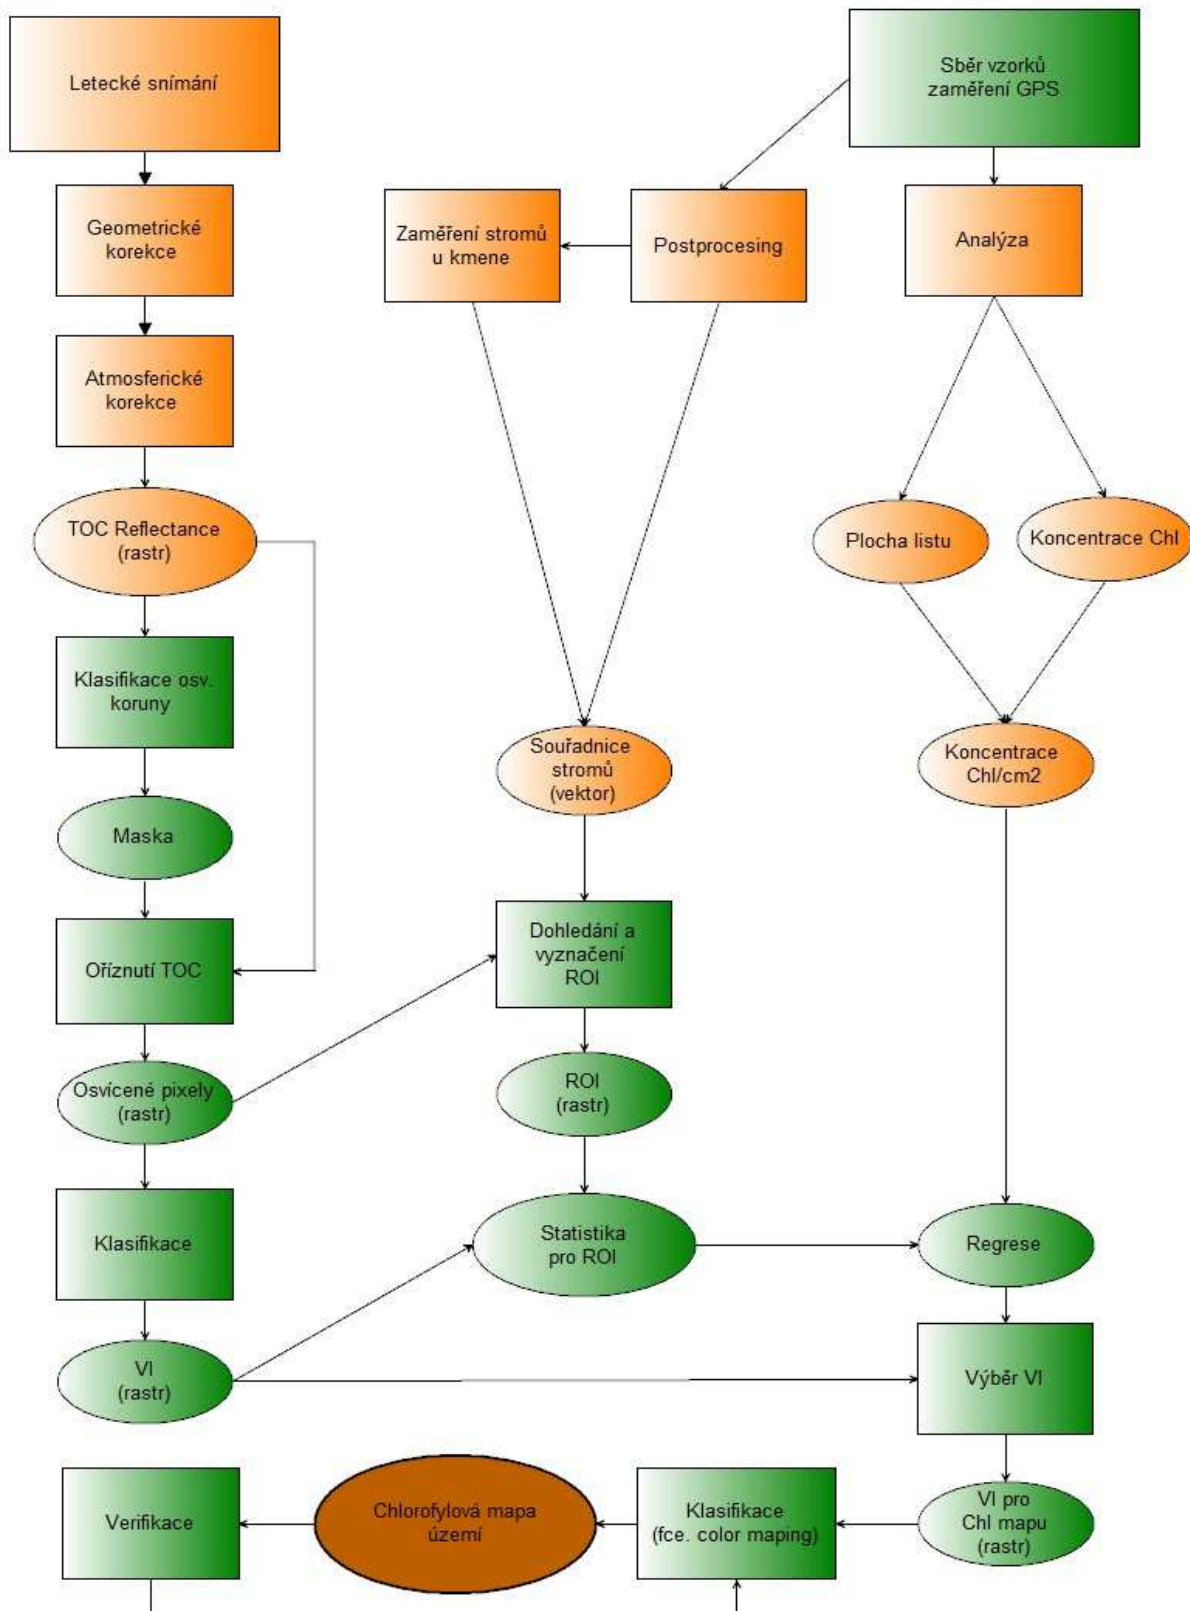 Letecké snímání
Sběr vzorků
zaměření GPS
Geometrické
korekce
Zaměření stromů
u kmene
Postprocesing
Analýza
Atmosferické
korekce
TOC Reflectance
(rastr)
Plocha listu
Koncentrace Chl
Klasifikace osv.
koruny
Souřadnice
stromů
(vektor)
Koncentrace
Chl/cm2
Maska
Oříznutí TOC
Dohledání a
vyznačení
ROI
Osvícené pixely
(rastr)
ROI
(rastr)
Klasifikace
Statistika
pro ROI
Regrese
VI
(rastr)
Výběr VI
Verifikace
Chlorofylová mapa
území
Klasifikace
(fce. color maping)
VI pro
Chl mapu
(rastr)